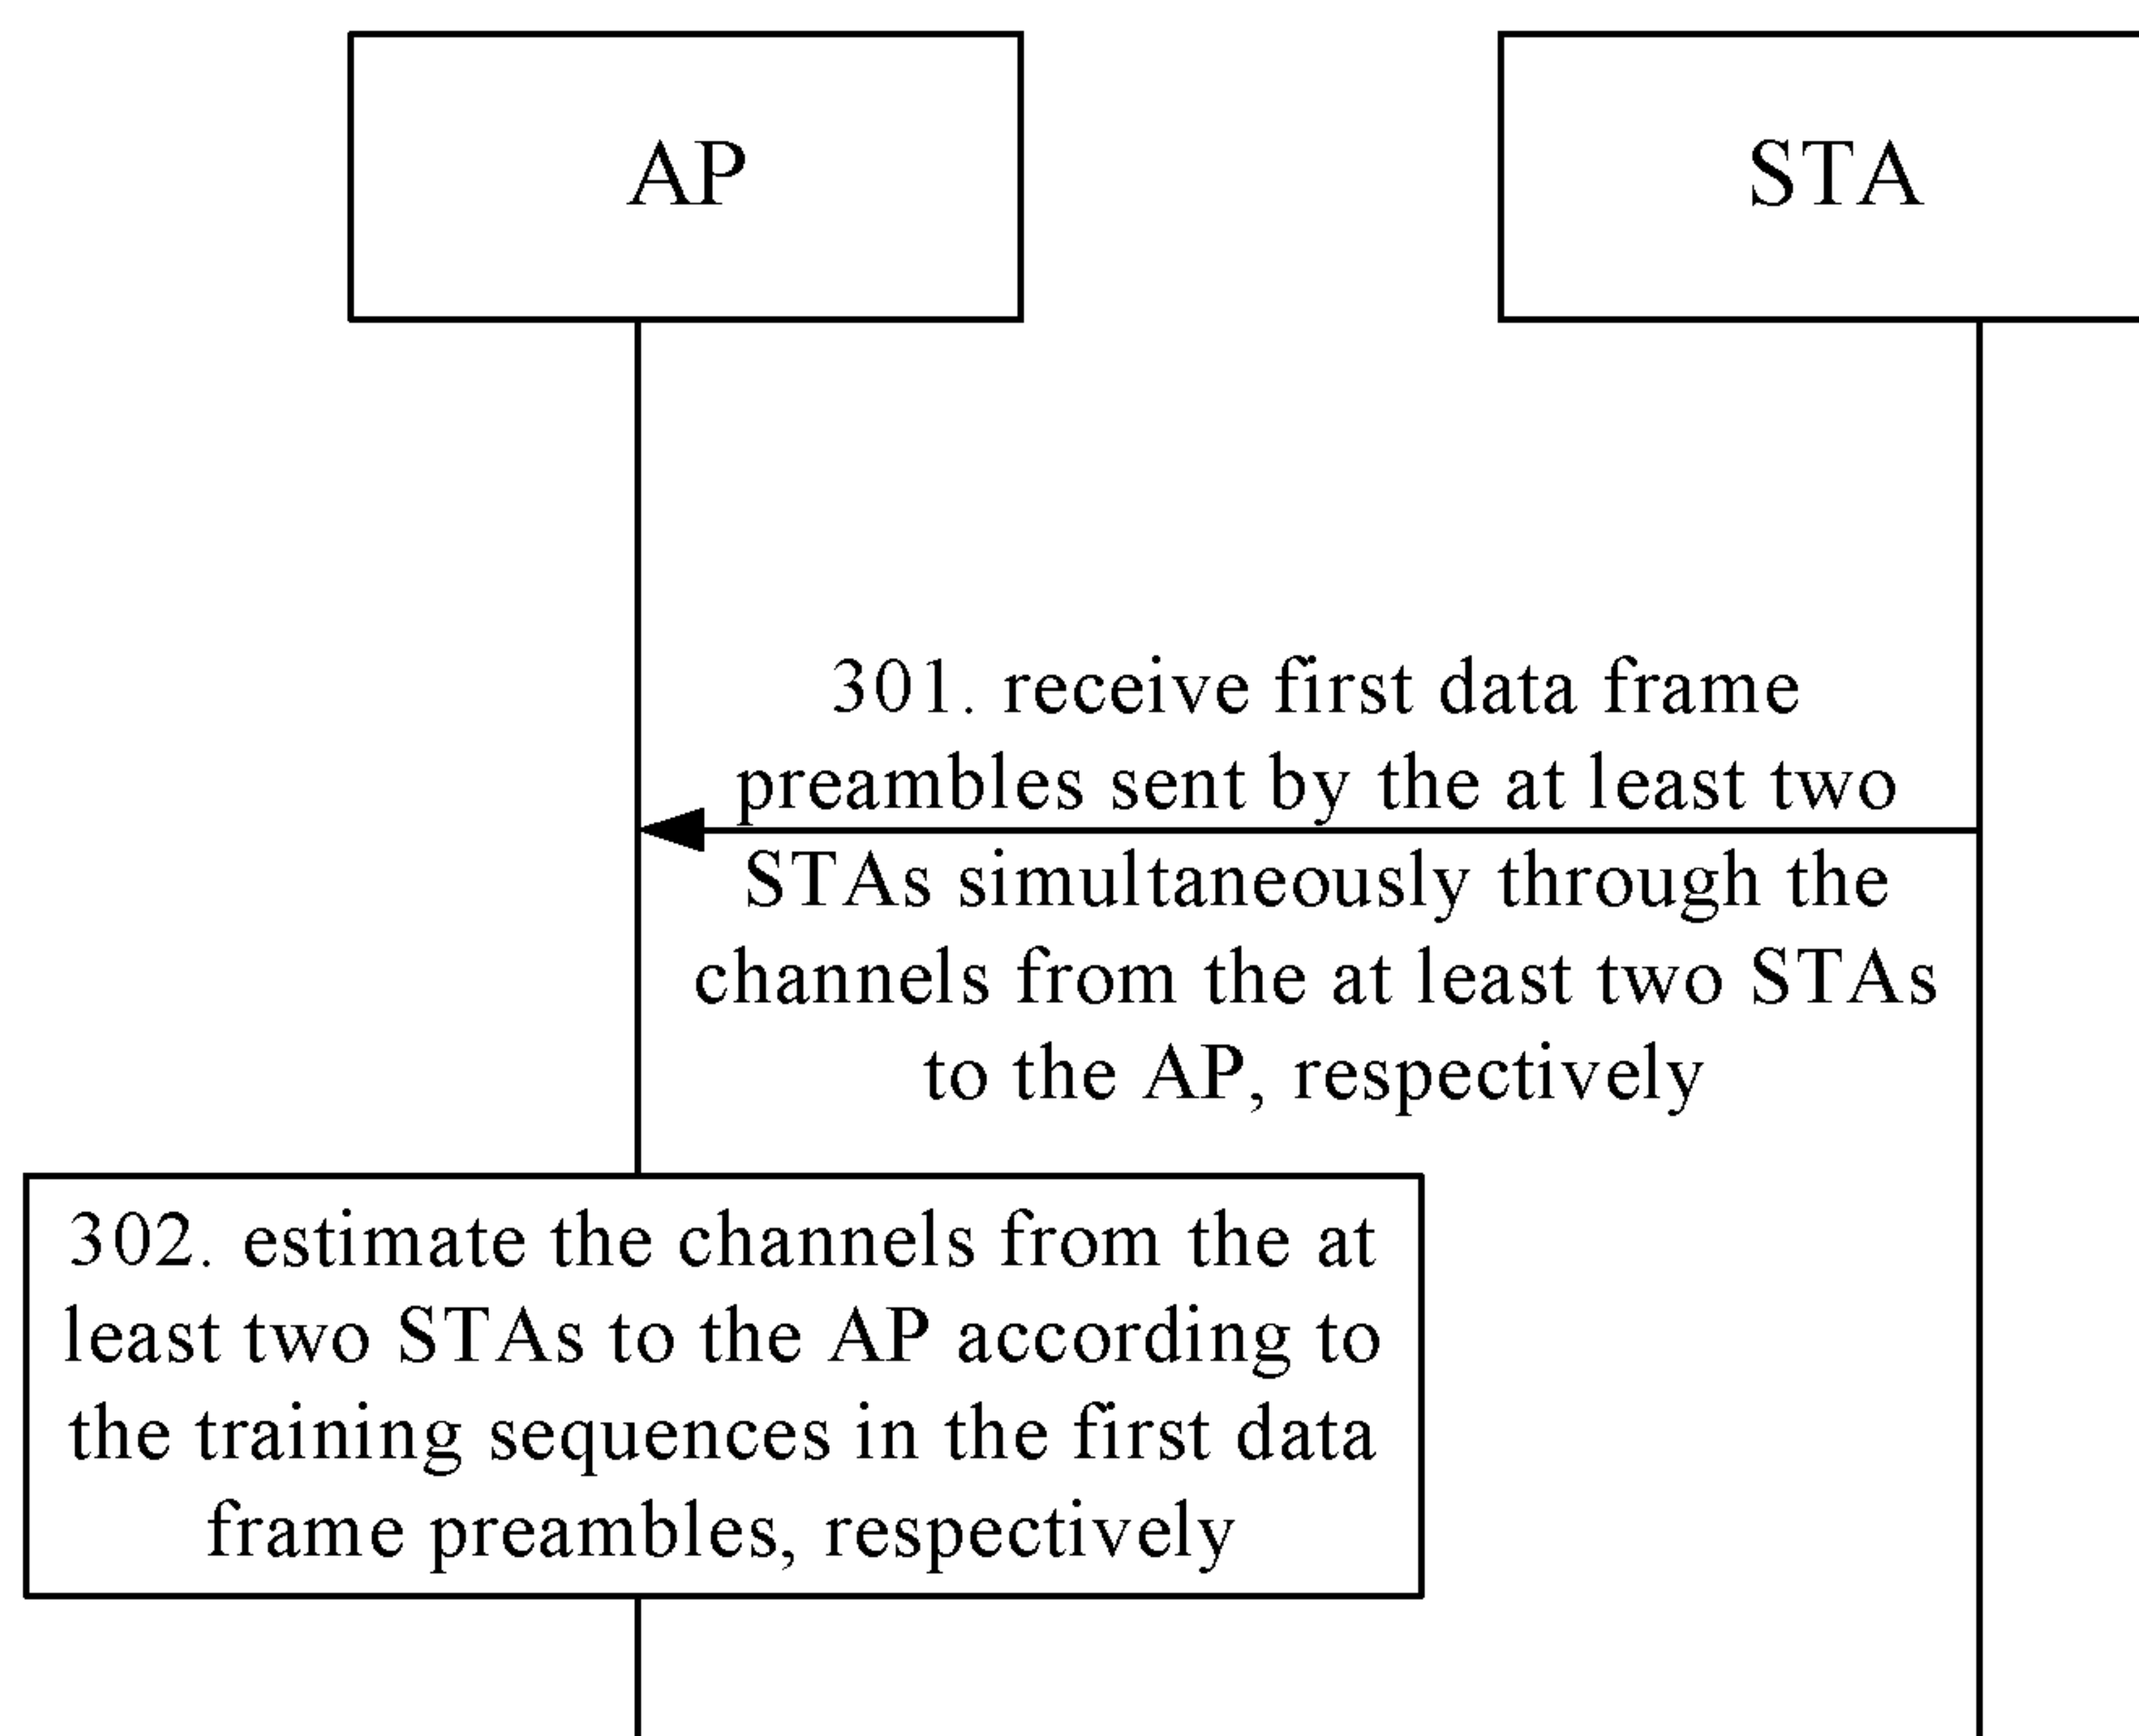 AP
STA
301. receive first data frame
preambles sent by the at least two
STAs simultaneously through the
channels from the at least two STAs
to the AP, respectively
302. estimate the channels from the at
least two STAs to the AP according to
the training sequences in the first data
frame preambles, respectively